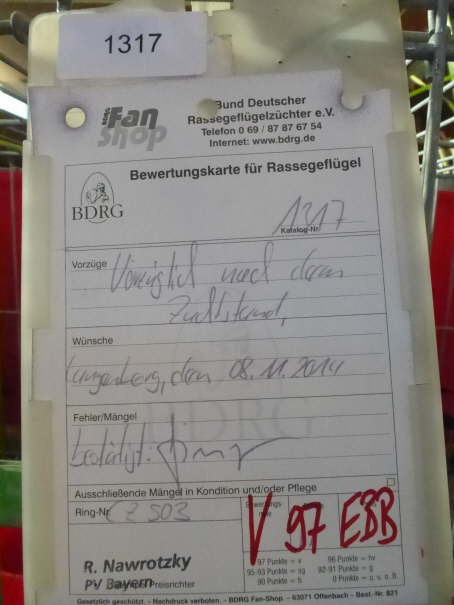 1317
BDRG Fan Shop
Bund Deutscher
Rassegeflügelzüchter e.V.
Telefon 0 69 / 87 87 67 54
Internet: www.bdrg.de
Bewertungskarte für Rassegeflügel
BDRG
Katalog-Nr. 1317
Vorzüge Vorzüglich nach dem
Zuchtstand,
Wünsche
den 08.11.2014
Fehler/Mängel
bestätigt:
Ausschließende Mängel in Kondition und/oder Pflege
Ring-Nr. CZ 503
V 97 EBB
97 Punkte = v 96 Punkte = hv
95-93 Punkte = sg 92-91 Punkte = g
90 Punkte = b 0 Punkte = u. o. B.
R. Nawrotzky
PV Bayern Preisrichter
Gesetzlich geschützt. - Nachdruck verboten. - BDRG Fan-Shop - 63071 Offenbach - Best.-Nr. 821